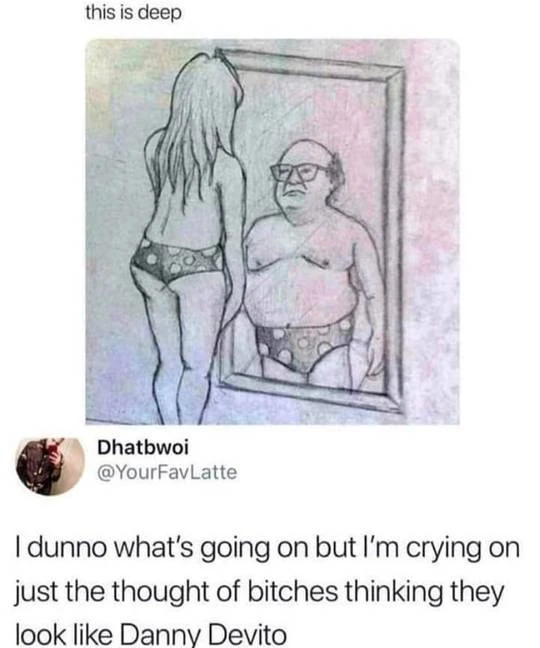 this is deep
Dhatbwoi
@YourFavLatte
I dunno what's going on but I'm crying on
just the thought of bitches thinking they
look like Danny Devito